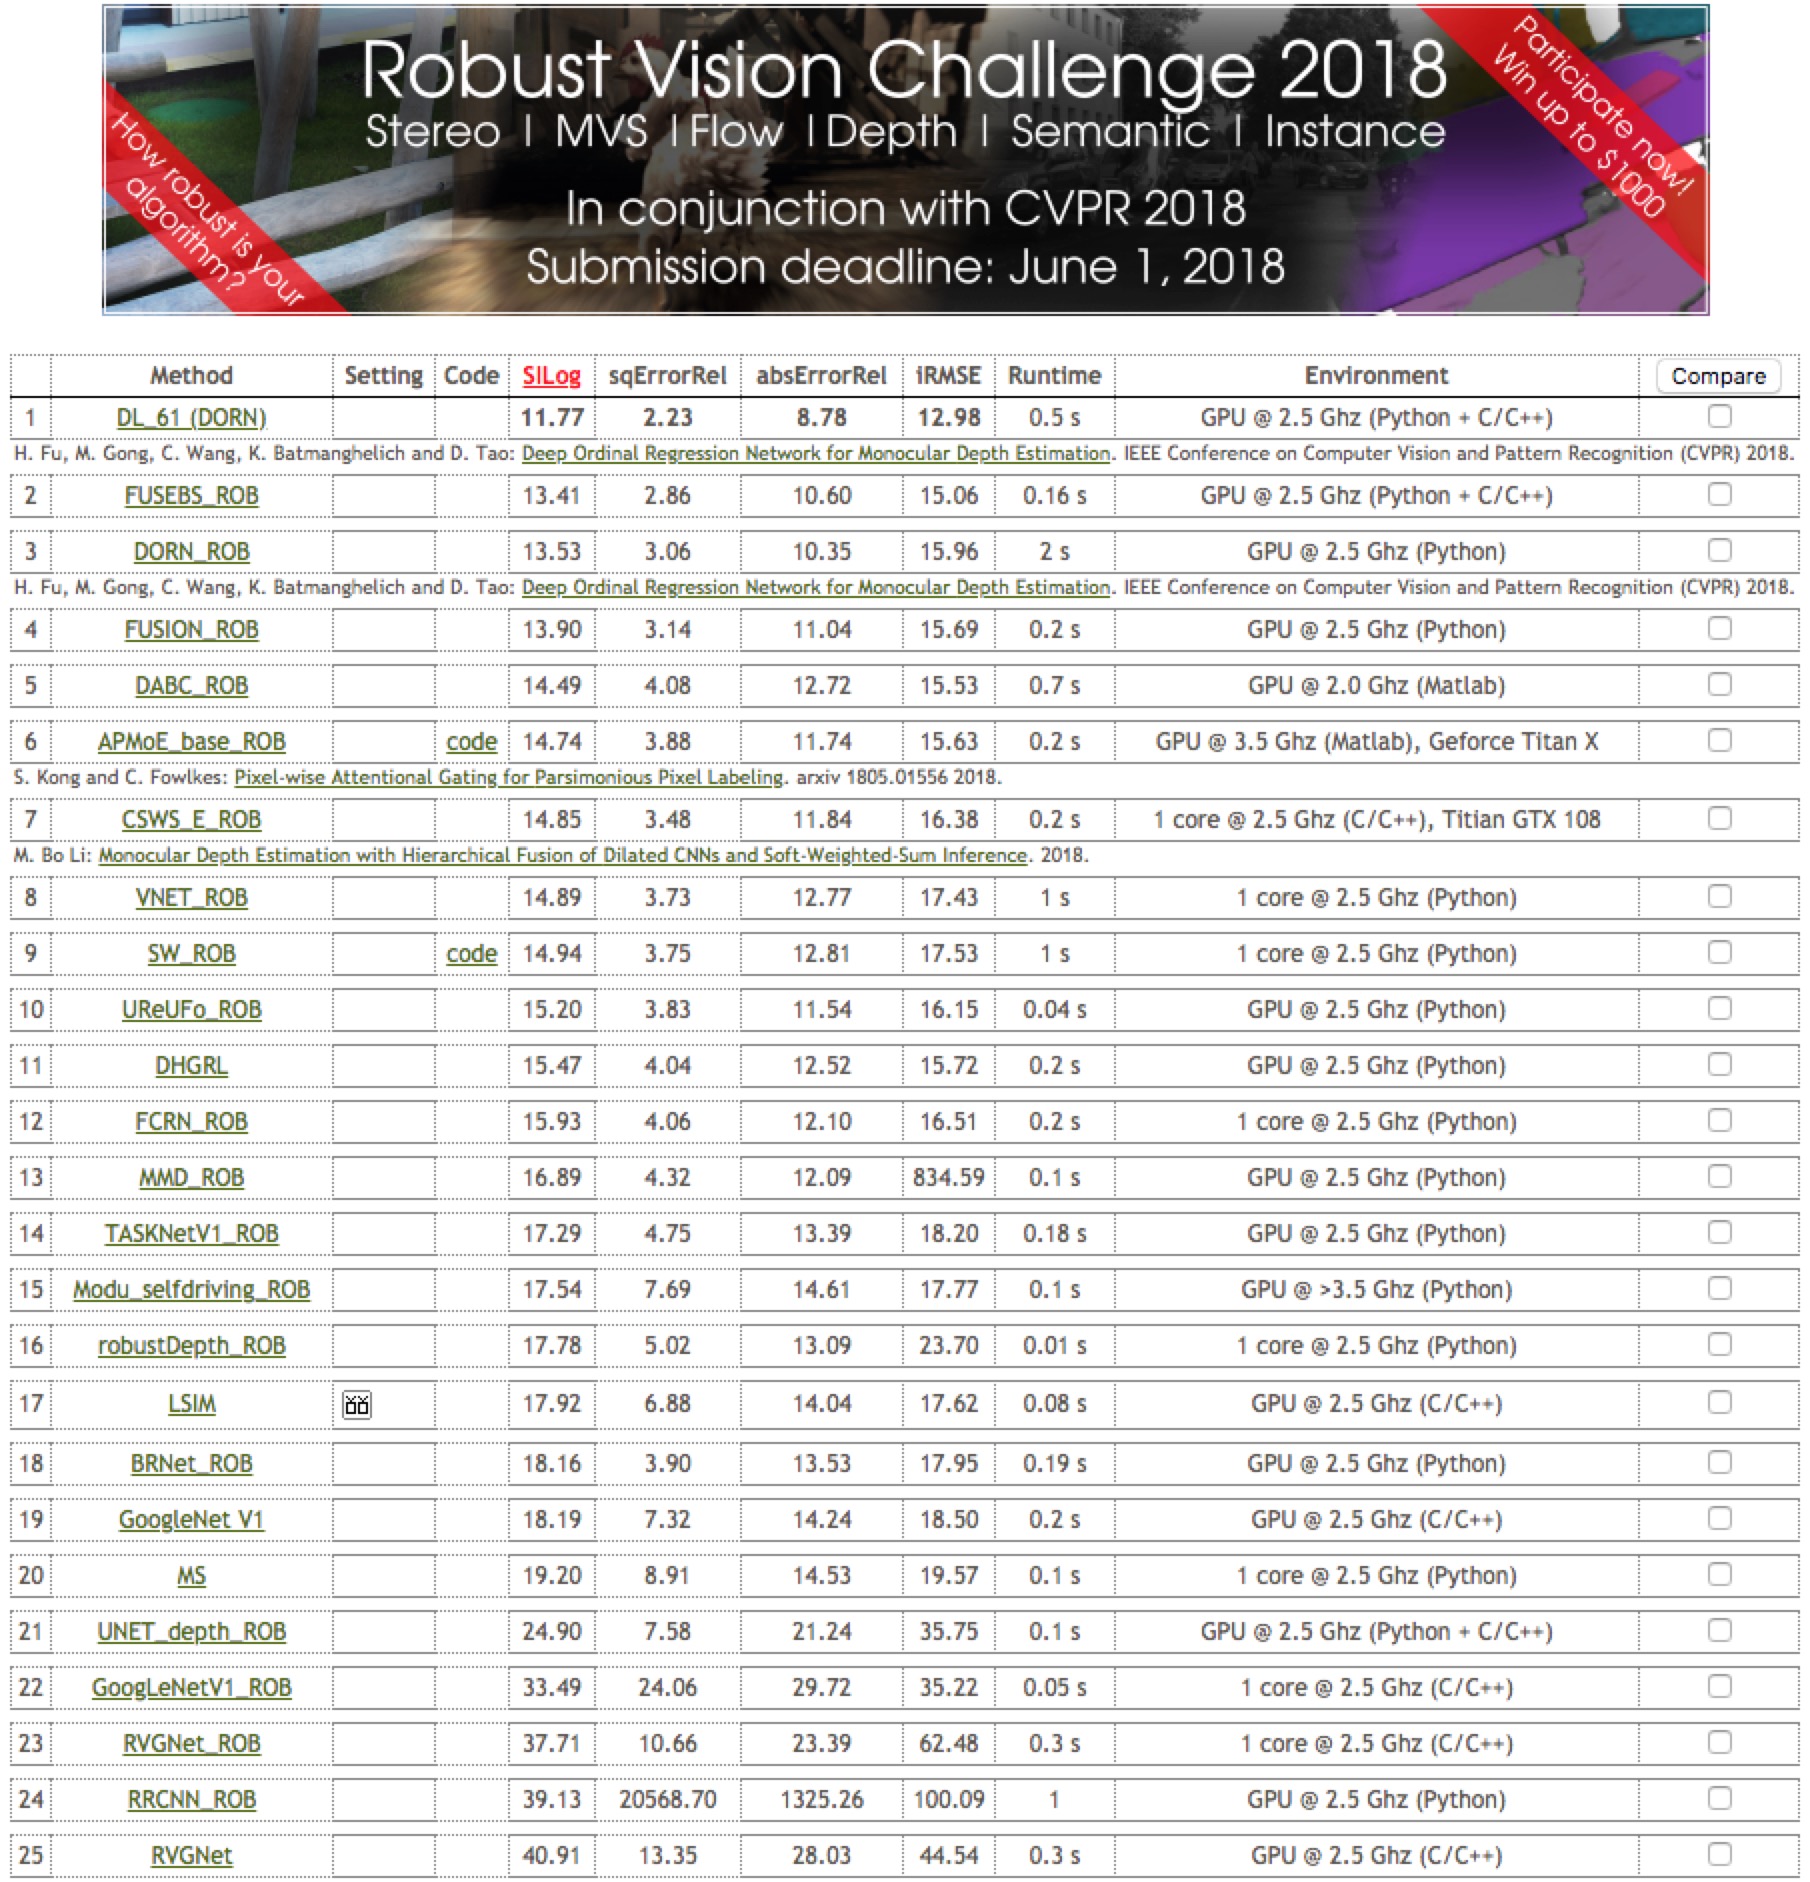 Robust Vision Challenge 2018
Stereo | MVS | Flow | Depth | Semantic | Instance
In conjunction with CVPR 2018
Submission deadline: June 1, 2018
How robust is your
algorithm?
Participate now!
Win up to $1000
Method Setting Code SILog sqErrorRel absErrorRel iRMSE Runtime Environment Compare
1 DL_61 (DORN) 11.77 2.23 8.78 12.98 0.5 s GPU @ 2.5 Ghz (Python + C/C++)
H. Fu, M. Gong, C. Wang, K. Batmanghelich and D. Tao: Deep Ordinal Regression Network for Monocular Depth Estimation. IEEE Conference on Computer Vision and Pattern Recognition (CVPR) 2018.
2 FUSEBS_ROB 13.41 2.86 10.60 15.06 0.16 s GPU @ 2.5 Ghz (Python + C/C++)
3 DORN_ROB 13.53 3.06 10.35 15.96 2 s GPU @ 2.5 Ghz (Python)
H. Fu, M. Gong, C. Wang, K. Batmanghelich and D. Tao: Deep Ordinal Regression Network for Monocular Depth Estimation. IEEE Conference on Computer Vision and Pattern Recognition (CVPR) 2018.
4 FUSION_ROB 13.90 3.14 11.04 15.69 0.2 s GPU @ 2.5 Ghz (Python)
5 DABC_ROB 14.49 4.08 12.72 15.53 0.7 s GPU @ 2.0 Ghz (Matlab)
6 APMoE_base_ROB code 14.74 3.88 11.74 15.63 0.2 s GPU @ 3.5 Ghz (Matlab), Geforce Titan X
S. Kong and C. Fowlkes: Pixel-wise Attentional Gating for Parsimonious Pixel Labeling. arxiv 1805.01556 2018.
7 CSWS_E_ROB 14.85 3.48 11.84 16.38 0.2 s 1 core @ 2.5 Ghz (C/C++), Titian GTX 108
M. Bo Li: Monocular Depth Estimation with Hierarchical Fusion of Dilated CNNs and Soft-Weighted-Sum Inference. 2018.
8 VNET_ROB 14.89 3.73 12.77 17.43 1 s 1 core @ 2.5 Ghz (Python)
9 SW_ROB code 14.94 3.75 12.81 17.53 1 s 1 core @ 2.5 Ghz (Python)
10 UReUFo_ROB 15.20 3.83 11.54 16.15 0.04 s GPU @ 2.5 Ghz (Python)
11 DHGRL 15.47 4.04 12.52 15.72 0.2 s GPU @ 2.5 Ghz (Python)
12 FCRN_ROB 15.93 4.06 12.10 16.51 0.2 s 1 core @ 2.5 Ghz (Python)
13 MMD_ROB 16.89 4.32 12.09 834.59 0.1 s GPU @ 2.5 Ghz (Python)
14 TASKNetV1_ROB 17.29 4.75 13.39 18.20 0.18 s GPU @ 2.5 Ghz (Python)
15 Modu_selfdriving_ROB 17.54 7.69 14.61 17.77 0.1 s GPU @ >3.5 Ghz (Python)
16 robustDepth_ROB 17.78 5.02 13.09 23.70 0.01 s 1 core @ 2.5 Ghz (Python)
17 LSIM 17.92 6.88 14.04 17.62 0.08 s GPU @ 2.5 Ghz (C/C++)
18 BRNet_ROB 18.16 3.90 13.53 17.95 0.19 s GPU @ 2.5 Ghz (Python)
19 GoogleNet V1 18.19 7.32 14.24 18.50 0.2 s GPU @ 2.5 Ghz (C/C++)
20 MS 19.20 8.91 14.53 19.57 0.1 s 1 core @ 2.5 Ghz (Python)
21 UNET_depth_ROB 24.90 7.58 21.24 35.75 0.1 s GPU @ 2.5 Ghz (Python + C/C++)
22 GoogLeNetV1_ROB 33.49 24.06 29.72 35.22 0.05 s 1 core @ 2.5 Ghz (C/C++)
23 RVGNet_ROB 37.71 10.66 23.39 62.48 0.3 s 1 core @ 2.5 Ghz (C/C++)
24 RRCNN_ROB 39.13 20568.70 1325.26 100.09 1 GPU @ 2.5 Ghz (Python)
25 RVGNet 40.91 13.35 28.03 44.54 0.3 s GPU @ 2.5 Ghz (C/C++)